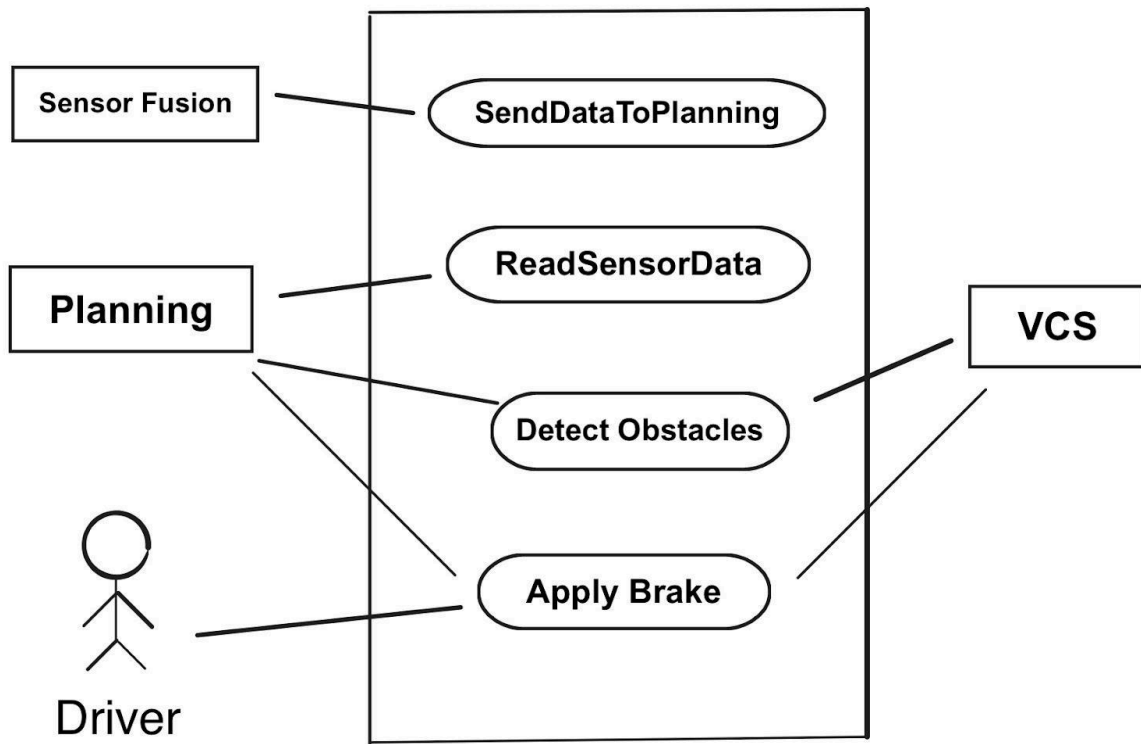 Sensor Fusion
SendDataToPlanning
ReadSensorData
Planning
VCS
Detect Obstacles
Apply Brake
Driver